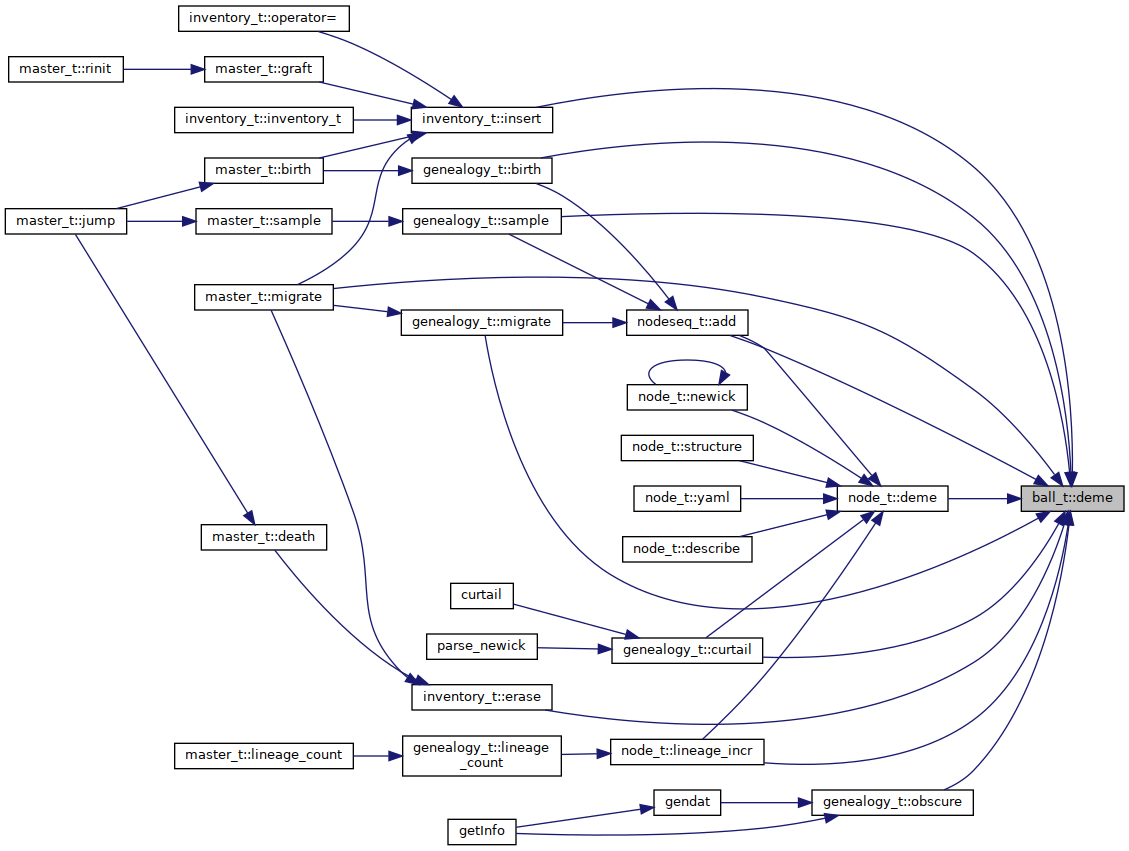 inventory_t::operator=
master_t::rinit
master_t::graft
inventory_t::inventory_t
inventory_t::insert
master_t::birth
genealogy_t::birth
master_t::jump
master_t::sample
genealogy_t::sample
master_t::migrate
genealogy_t::migrate
nodeseq_t::add
node_t::newick
node_t::structure
node_t::yaml
node_t::deme
ball_t::deme
node_t::describe
master_t::death
curtail
parse_newick
genealogy_t::curtail
inventory_t::erase
master_t::lineage_count
genealogy_t::lineage
_count
node_t::lineage_incr
gendat
genealogy_t::obscure
getInfo